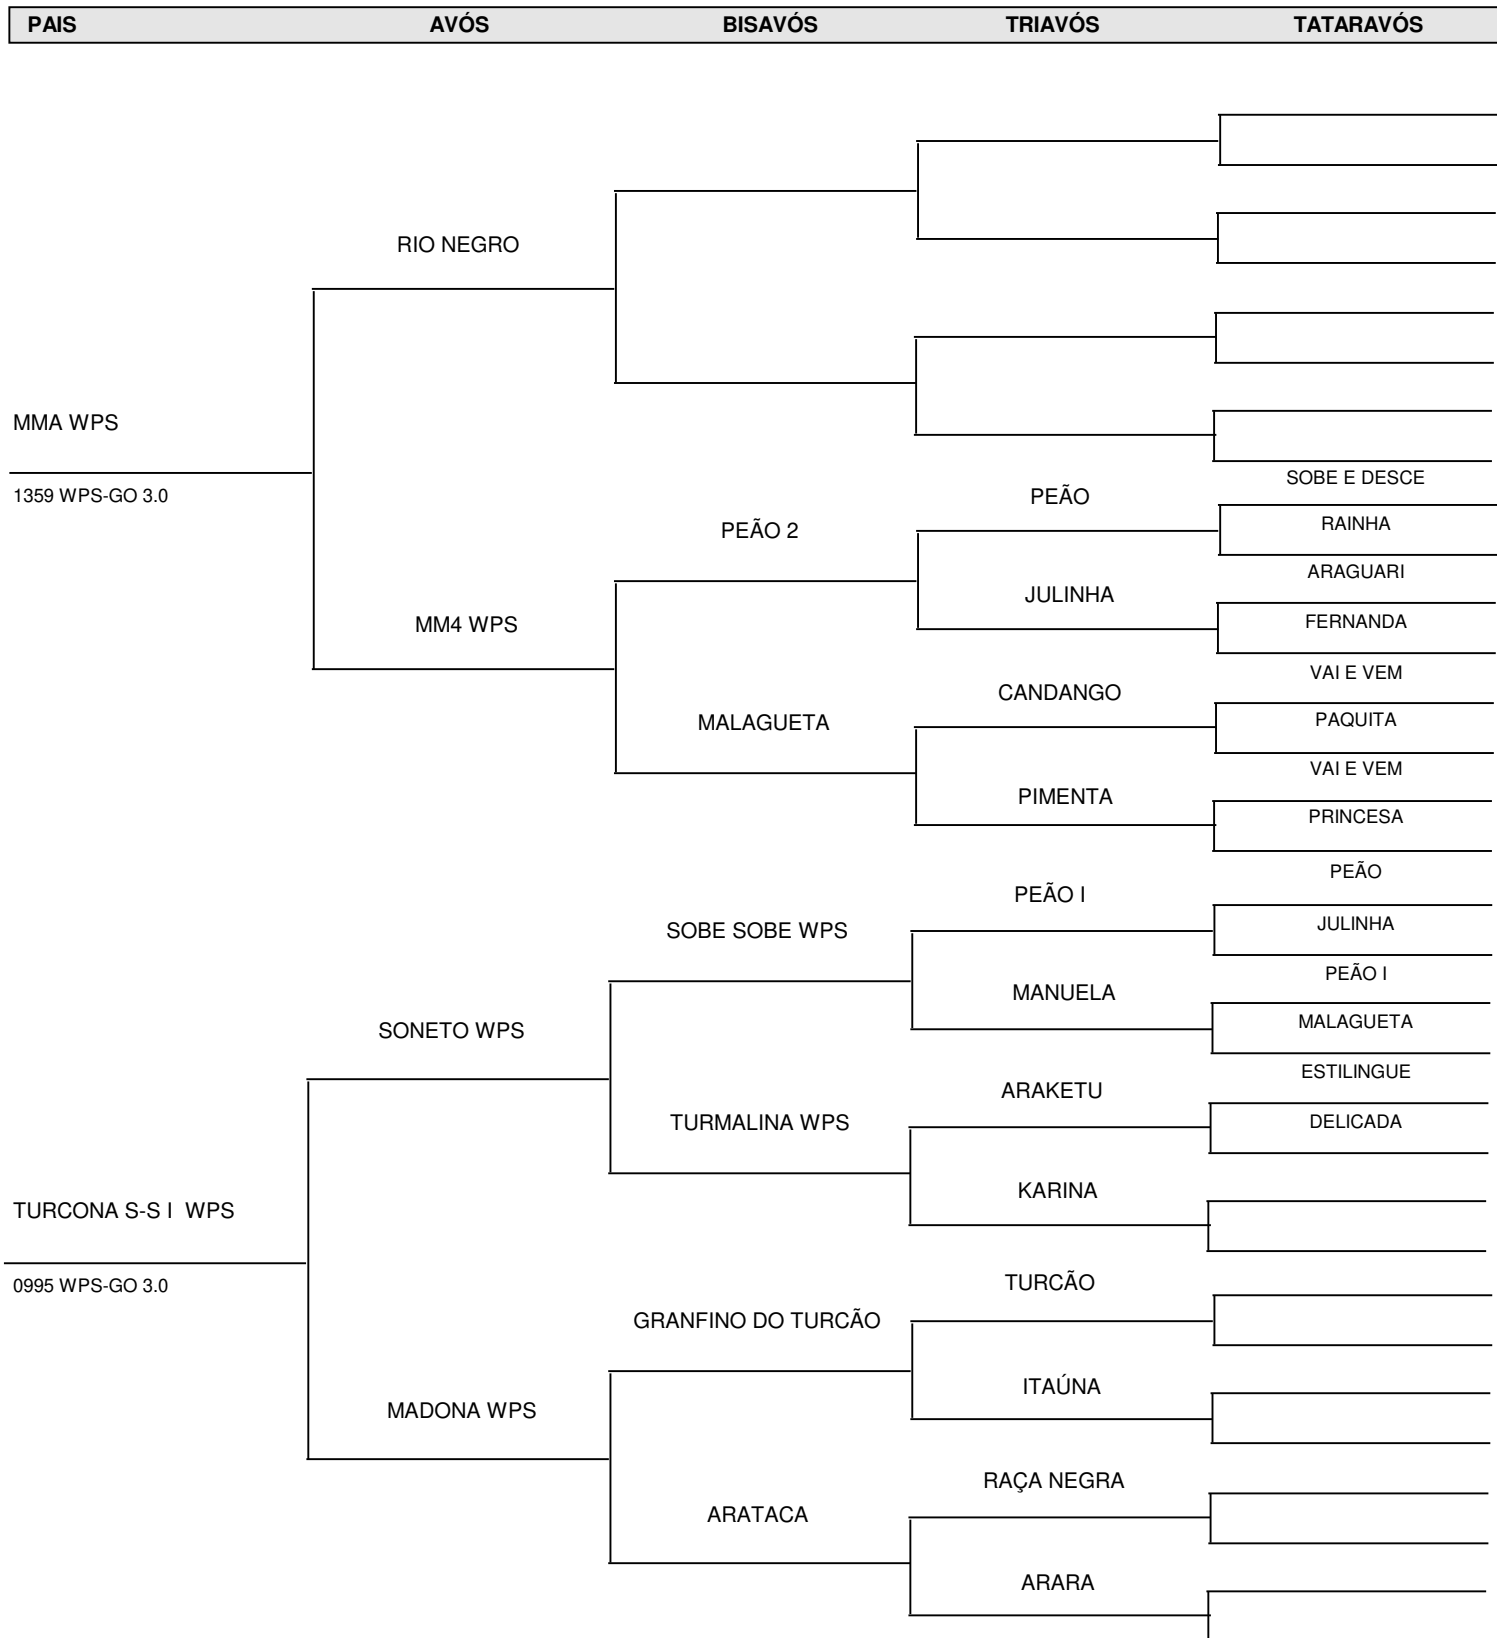 PAIS AVÓS BISAVÓS TRIAVÓS TATARAVÓS
RIO NEGRO
MMA WPS
1359 WPS-GO 3.0
SOBE E DESCE
PEÃO
RAINHA
PEÃO 2
ARAGUARI
JULINHA
FERNANDA
MM4 WPS
VAI E VEM
CANDANGO
PAQUITA
MALAGUETA
VAI E VEM
PIMENTA
PRINCESA
PEÃO
PEÃO I
JULINHA
SOBE SOBE WPS
PEÃO I
MANUELA
MALAGUETA
SONETO WPS
ESTILINGUE
ARAKETU
DELICADA
TURMALINA WPS
KARINA
TURCONA S-S I  WPS
0995 WPS-GO 3.0
TURCÃO
GRANFINO DO TURCÃO
ITAÚNA
MADONA WPS
RAÇA NEGRA
ARATACA
ARARA